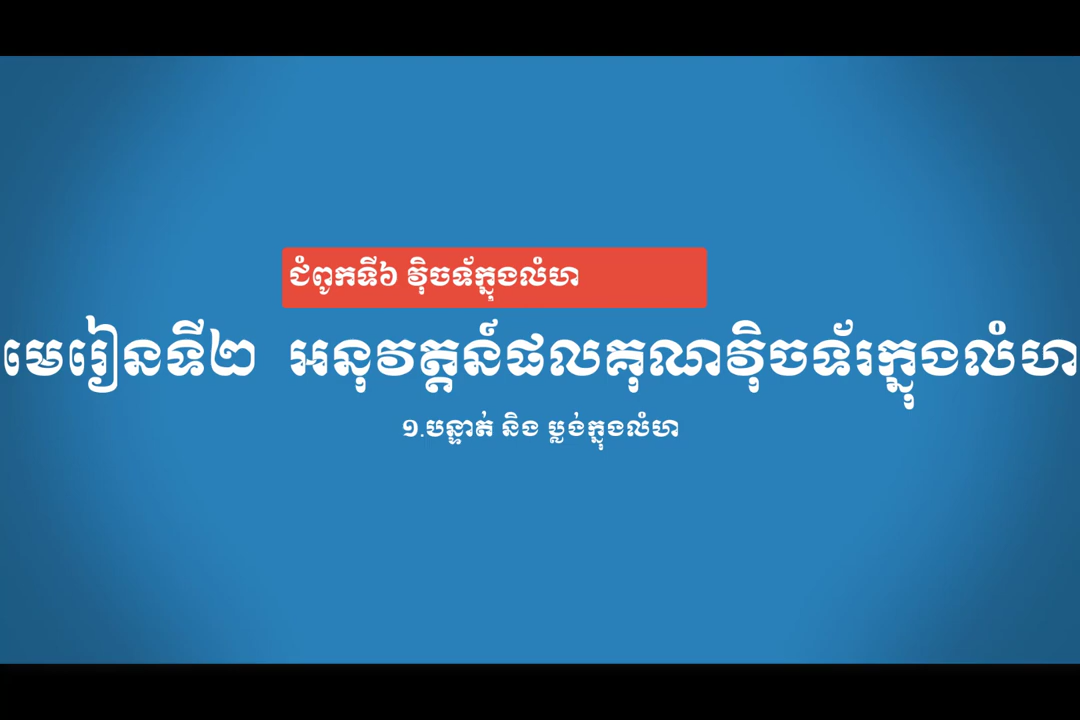 ជំពូកទី៦ វ៉ិចទ័ក្នុងលំហ
មេរៀនទី២ អនុវត្តន៍ផលគុណវ៉ិចទ័រក្នុងលំហ
១.បន្ទាត់ និង ប្លង់ក្នុងលំហ